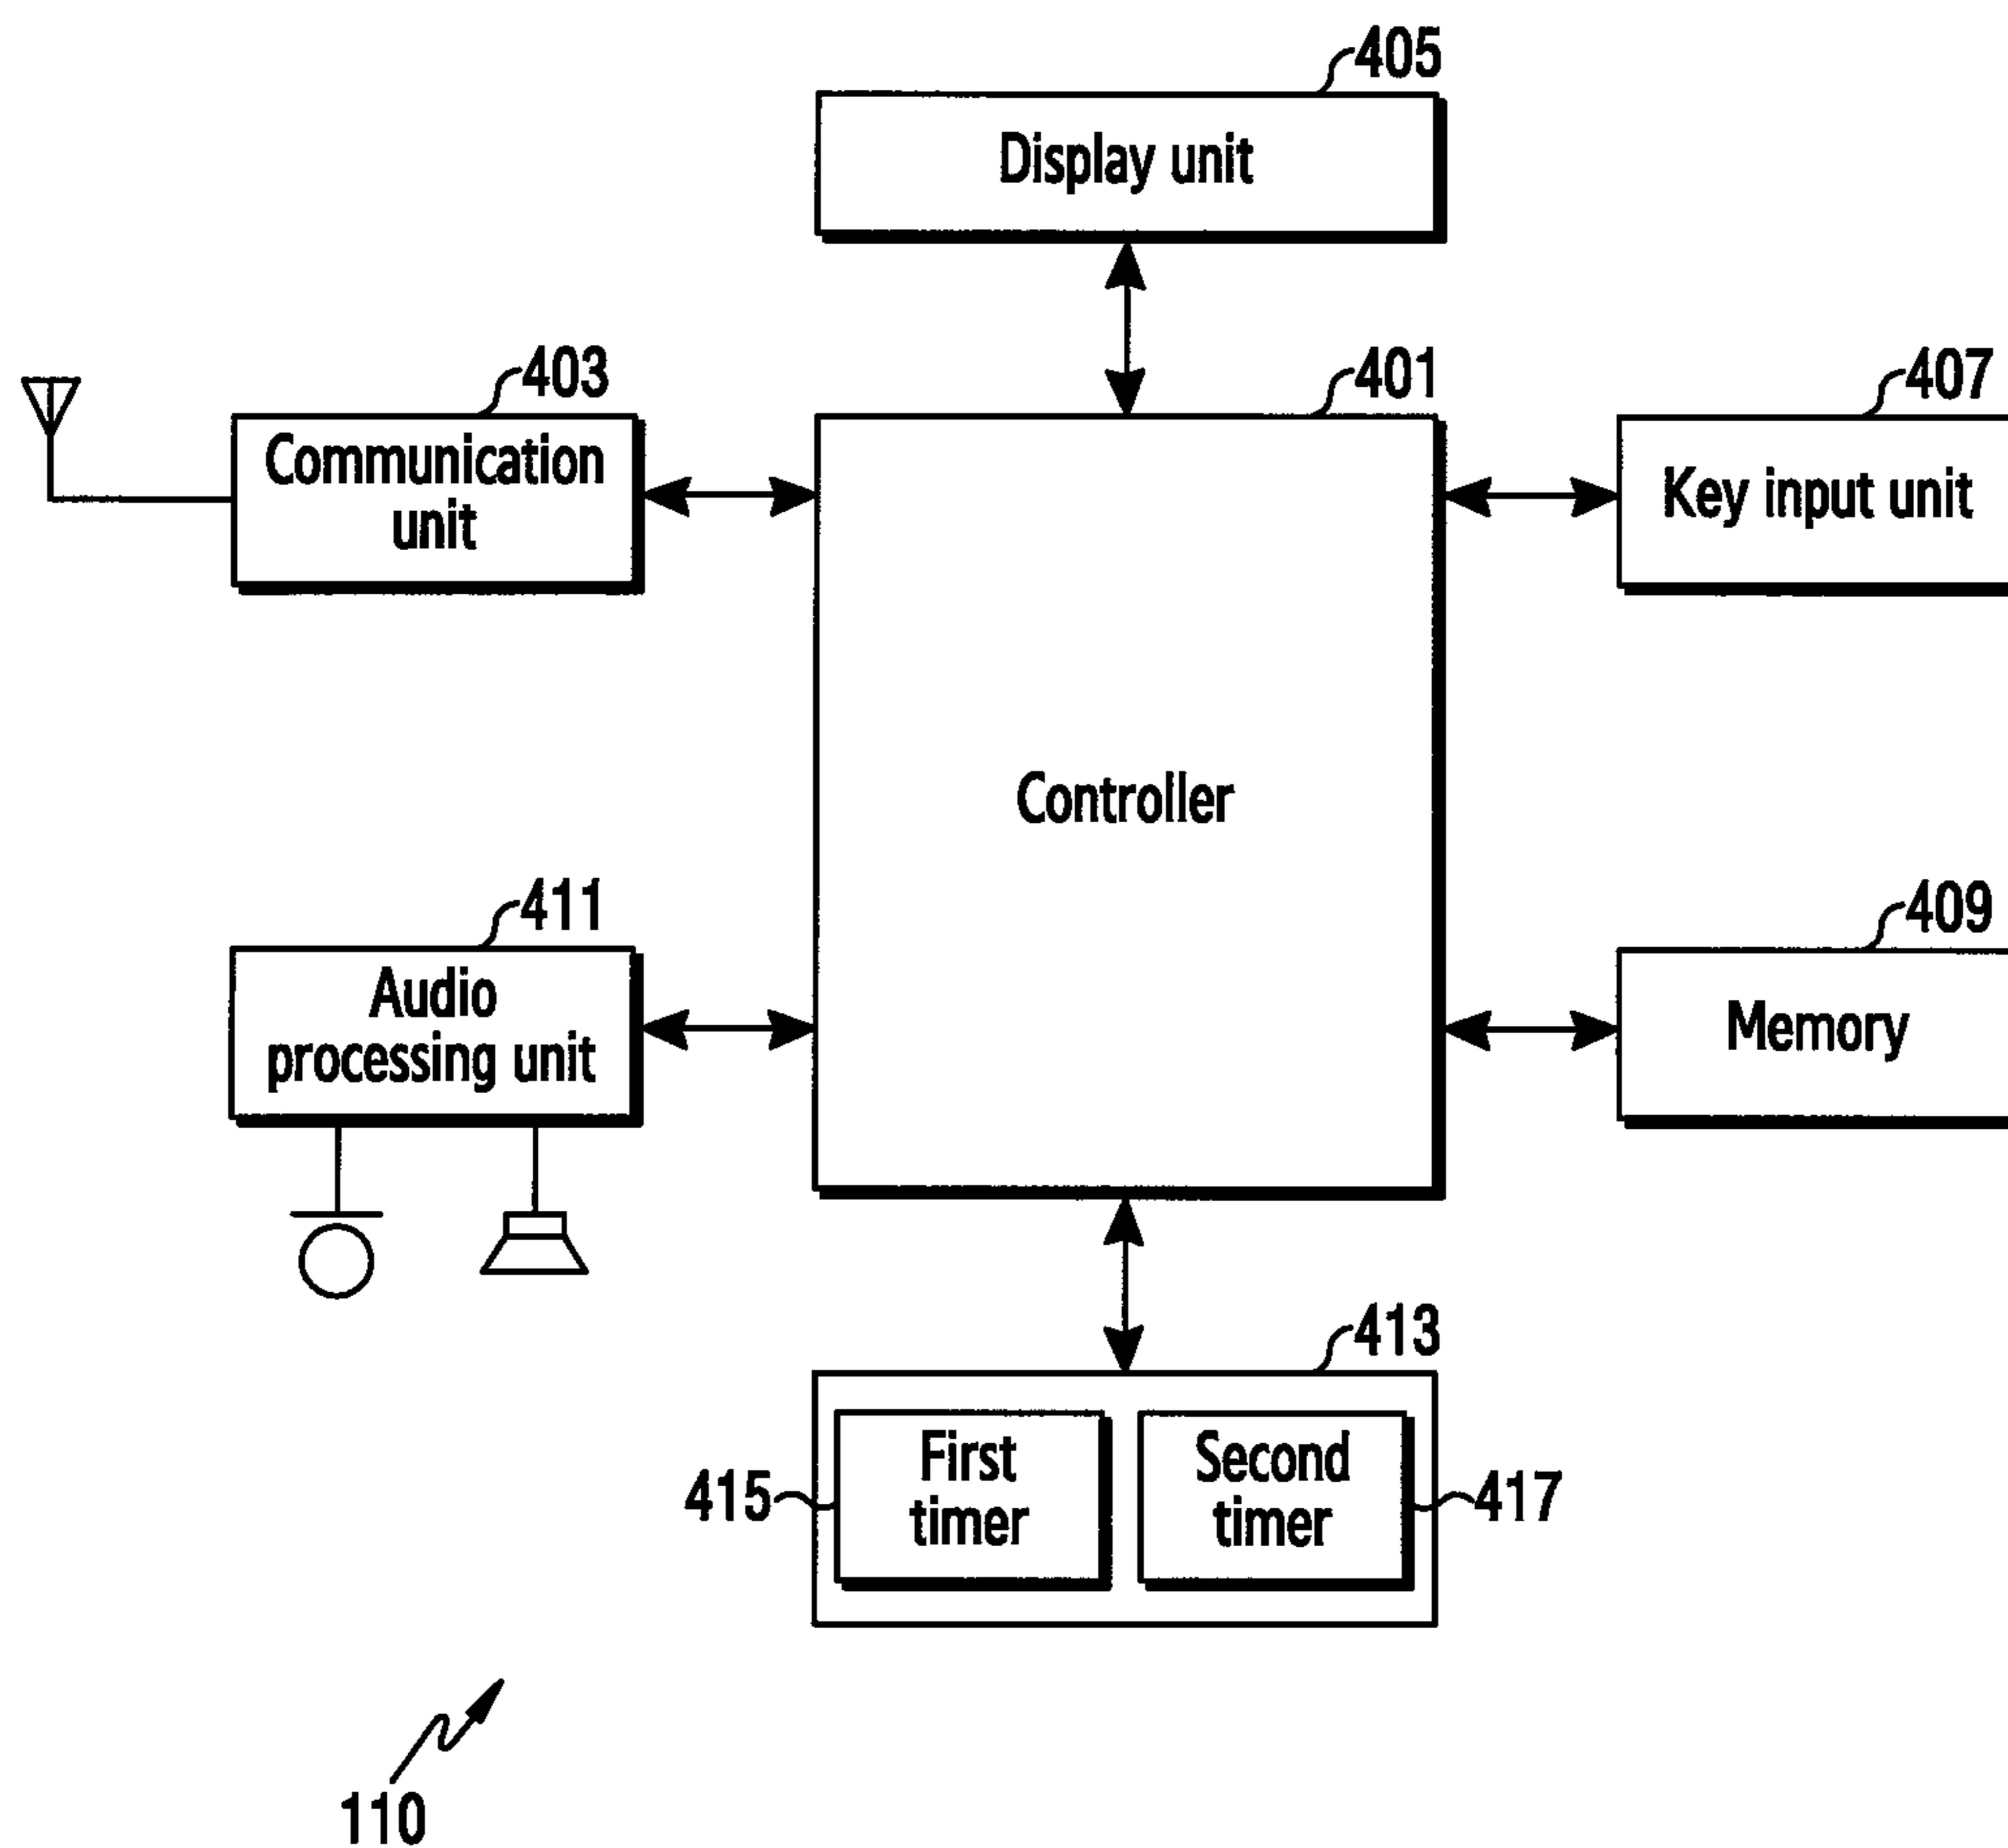 405
Display unit
403
401
407
Communication
unit
Key input unit
Controller
411
409
Audio
processing unit
Memory
413
First
timer
Second
timer
415
417
110